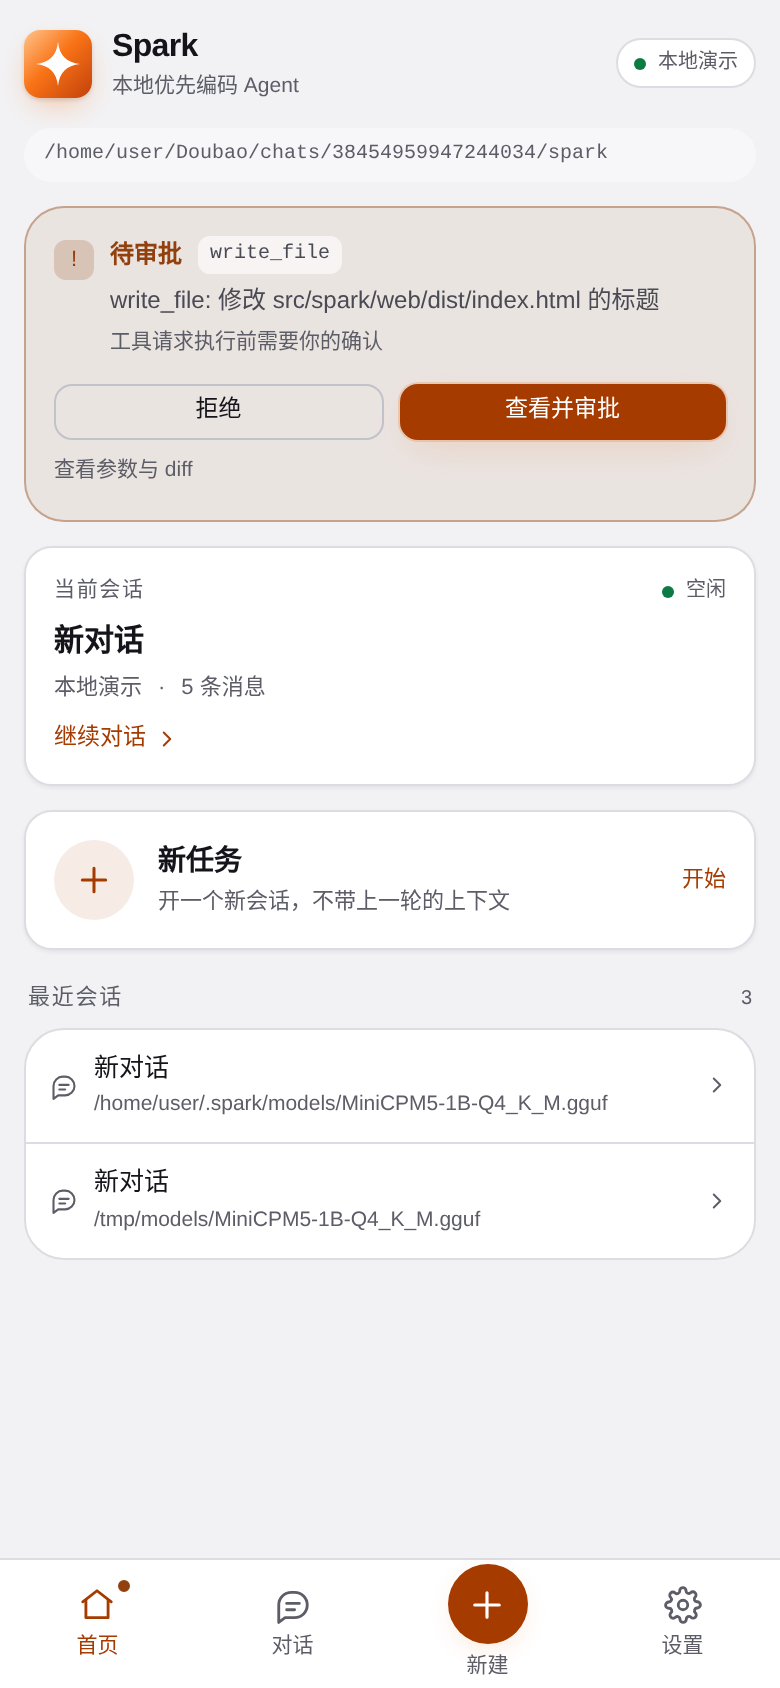 Spark
本地优先编码 Agent
本地演示
/home/user/Doubao/chats/38454959947244034/spark
!
待审批 write_file
write_file: 修改 src/spark/web/dist/index.html 的标题
工具请求执行前需要你的确认
拒绝
查看并审批
查看参数与 diff
当前会话
空闲
新对话
本地演示 · 5 条消息
继续对话
新任务
开一个新会话，不带上一轮的上下文
开始
最近会话
3
新对话
/home/user/.spark/models/MiniCPM5-1B-Q4_K_M.gguf
新对话
/tmp/models/MiniCPM5-1B-Q4_K_M.gguf
首页
对话
新建
设置